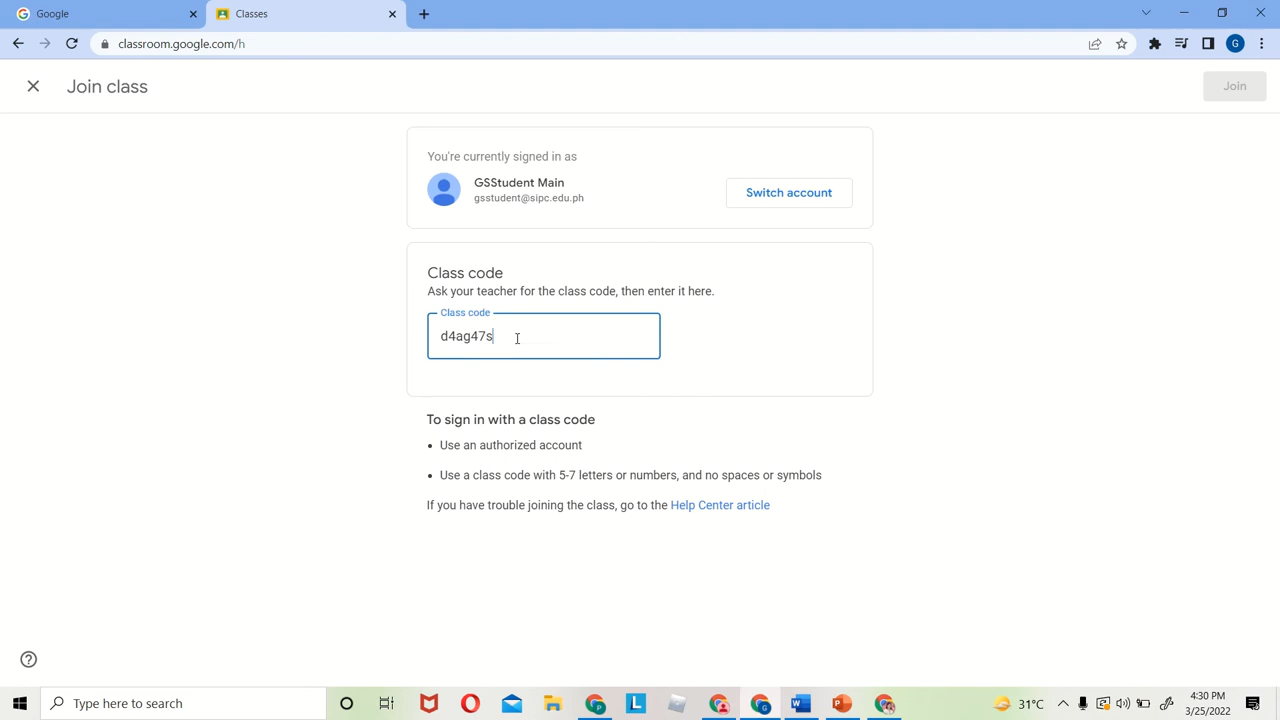 Google
Classes
classroom.google.com/h
G
Join class
Join
You're currently signed in as
GSStudent Main
gsstudent@sipc.edu.ph
Switch account
Class code
Ask your teacher for the class code, then enter it here.
Class code
d4ag47s
To sign in with a class code
Use an authorized account
Use a class code with 5-7 letters or numbers, and no spaces or symbols
If you have trouble joining the class, go to the Help Center article
Type here to search
31°C
4:30 PM
3/25/2022